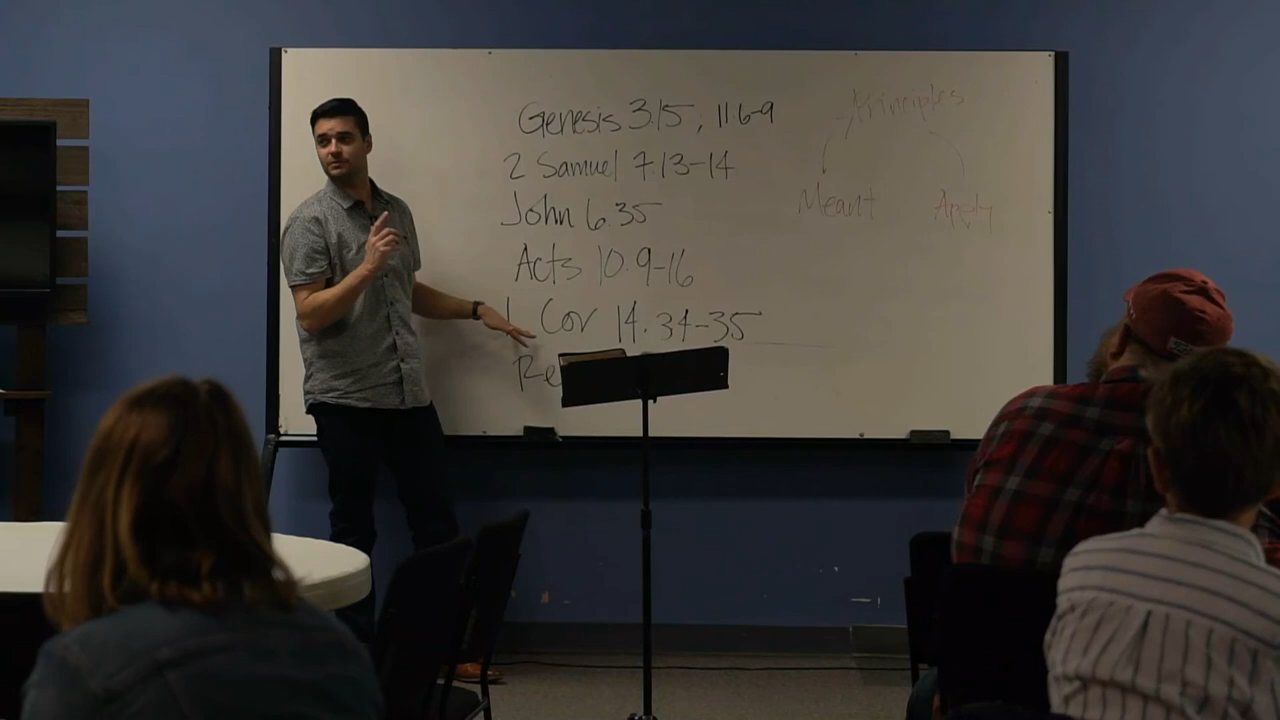 Genesis 3.15; 11.6-9
2 Samuel 7.13-14
John 6.35
Acts 10.9-16
1 Cor 14.34-35
Re
Principles
Meant